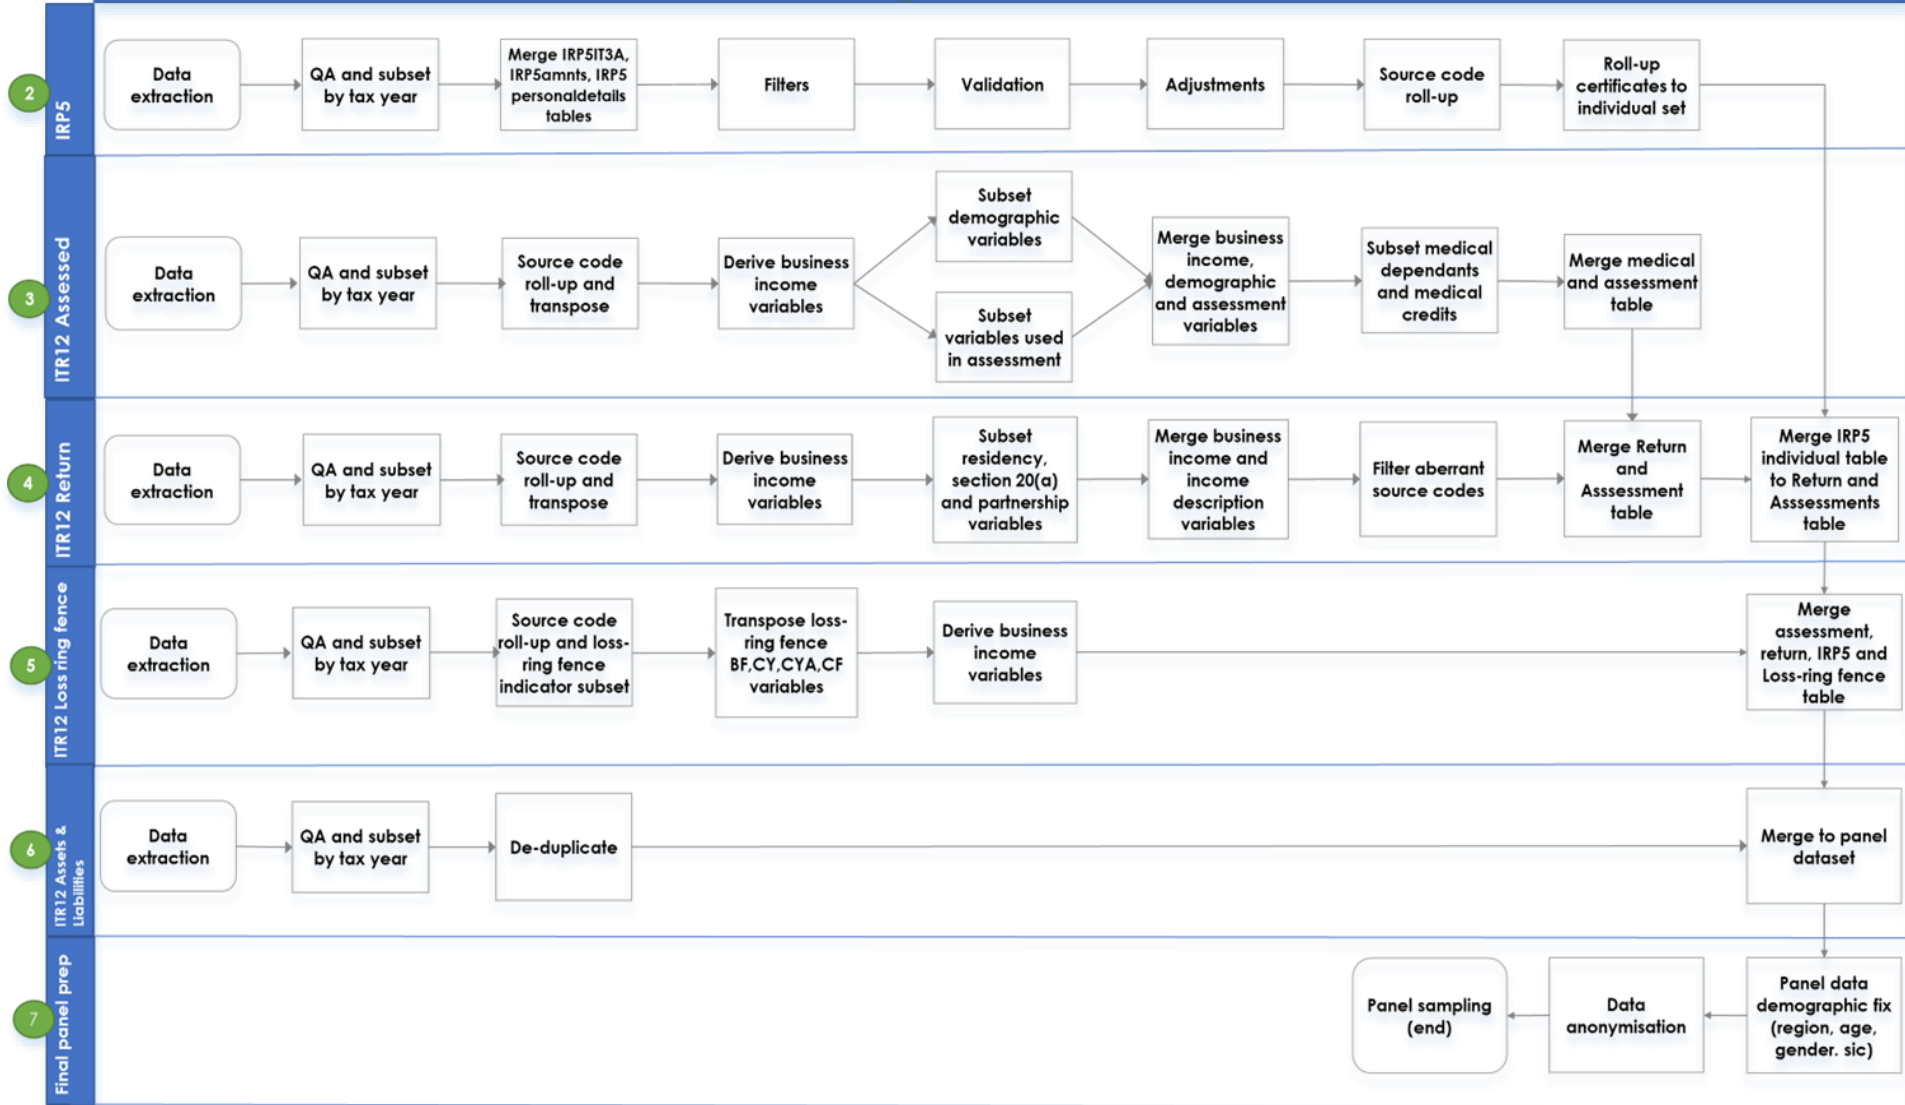 2
IRP5
Data
extraction
QA and subset
by tax year
Merge IRP5IT3A,
IRP5amnts, IRP5
personaldetails
tables
Filters
Validation
Adjustments
Source code
roll-up
Roll-up
certificates to
individual set
3
ITR12 Assessed
Data
extraction
QA and subset
by tax year
Source code
roll-up and
transpose
Derive business
income
variables
Subset
demographic
variables
Subset
variables used
in assessment
Merge business
income,
demographic
and assessment
variables
Subset medical
dependants
and medical
credits
Merge medical
and assessment
table
4
ITR12 Return
Data
extraction
QA and subset
by tax year
Source code
roll-up and
transpose
Derive business
income
variables
Subset
residency,
section 20(a)
and partnership
variables
Merge business
income and
income
description
variables
Filter aberrant
source codes
Merge Return
and
Asssessment
table
Merge IRP5
individual table
to Return and
Asssessments
table
5
ITR12 Loss ring fence
Data
extraction
QA and subset
by tax year
Source code
roll-up and loss-
ring fence
indicator subset
Transpose loss-
ring fence
BF,CY,CYA,CF
variables
Derive business
income
variables
Merge
assessment,
return, IRP5 and
Loss-ring fence
table
6
ITR12 Assets &
Liabilities
Data
extraction
QA and subset
by tax year
De-duplicate
Merge to panel
dataset
7
Final panel prep
Panel sampling
(end)
Data
anonymisation
Panel data
demographic fix
(region, age,
gender. sic)